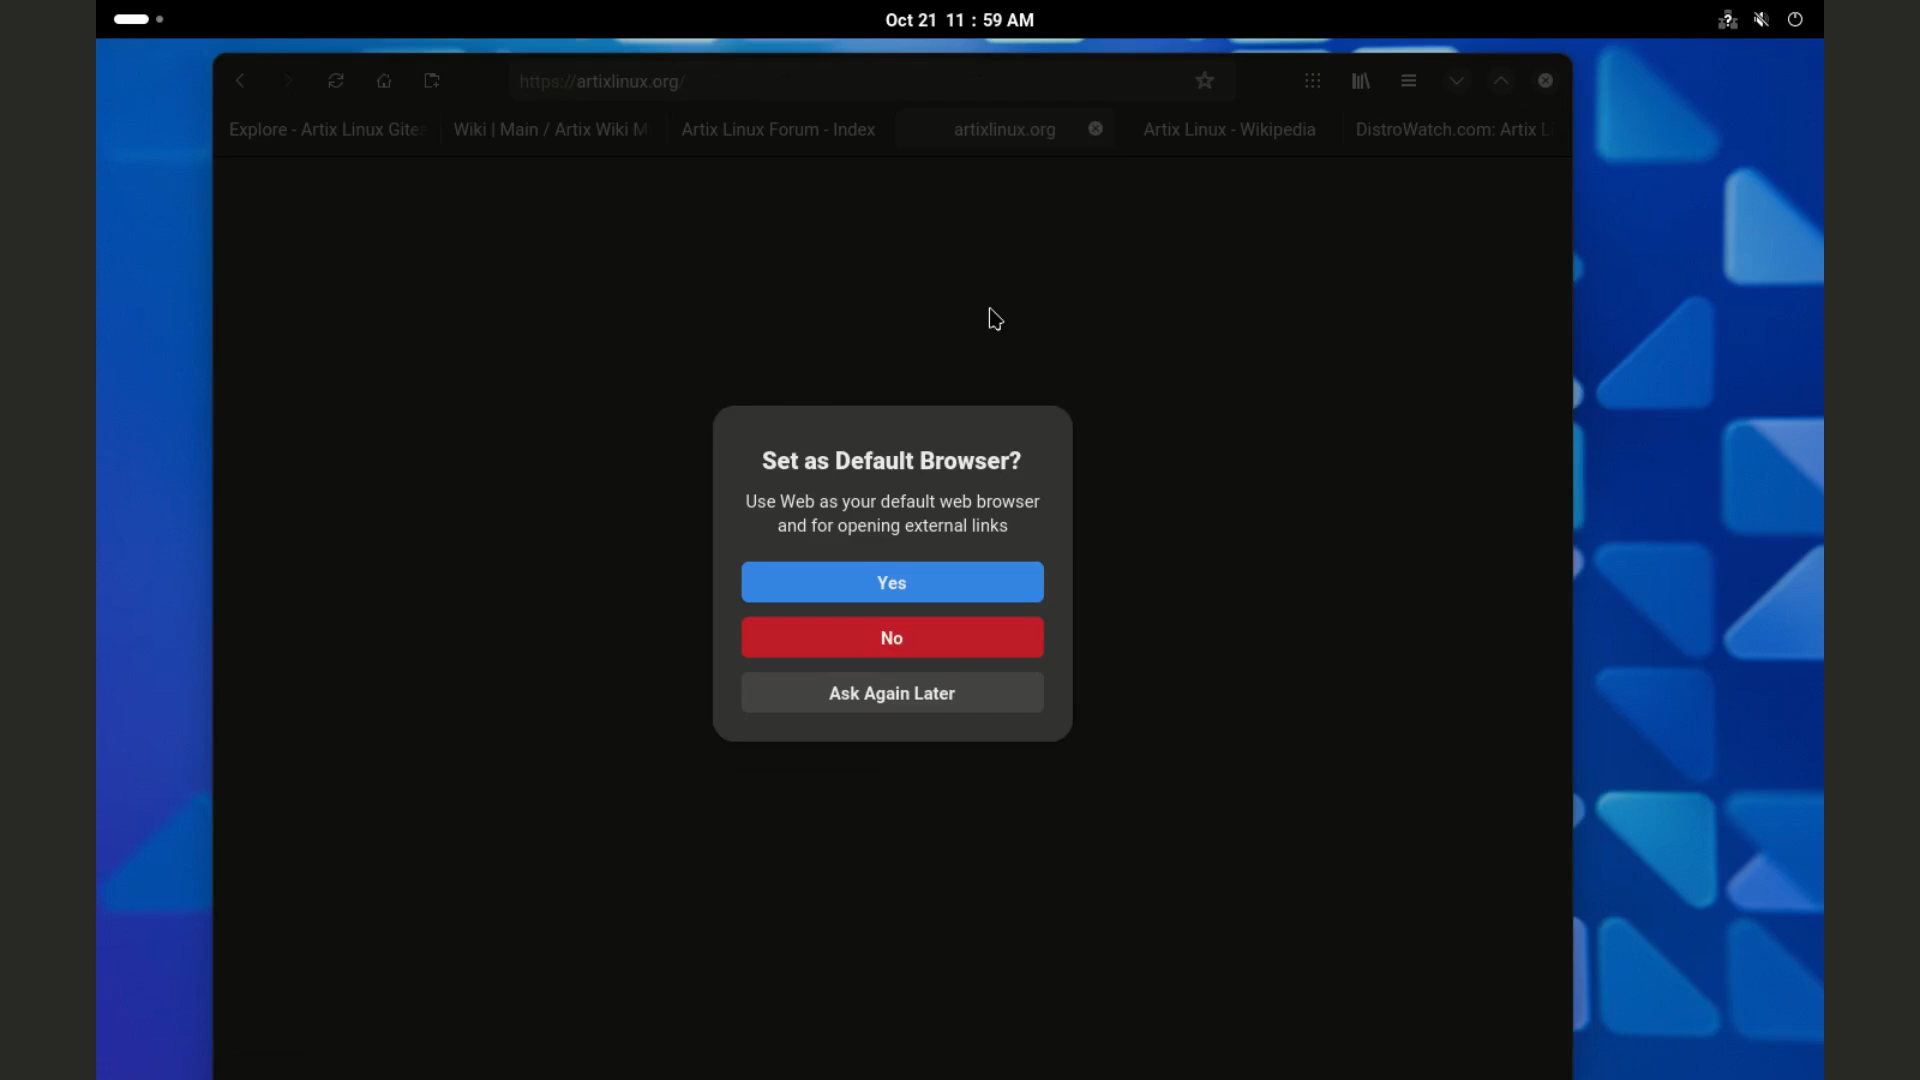 Oct 21 11 : 59 AM
https://artixlinux.org/
Explore - Artix Linux Gite
Wiki | Main / Artix Wiki M
Artix Linux Forum - Index
artixlinux.org
Artix Linux - Wikipedia
DistroWatch.com: Artix L
Set as Default Browser?
Use Web as your default web browser
and for opening external links
Yes
No
Ask Again Later